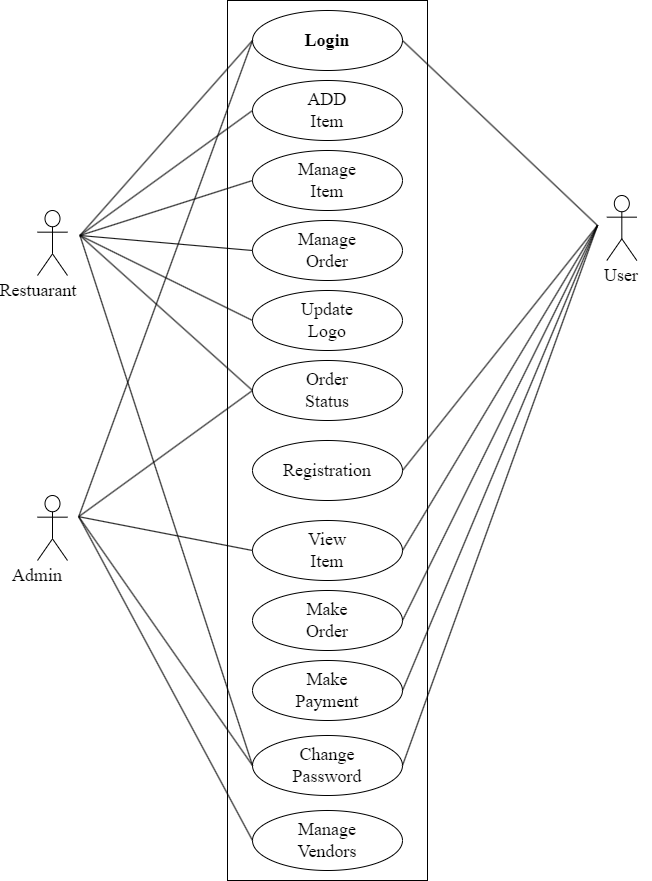 Login
ADD
Item
Manage
Item
Manage
Order
Restuarant
User
Update
Logo
Order
Status
Registration
View
Item
Admin
Make
Order
Make
Payment
Change
Password
Manage
Vendors